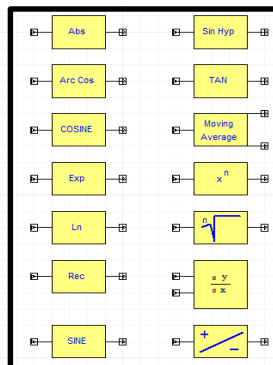 Abs
Sin Hyp
Arc Cos
TAN
COSINE
Moving
Average
Exp
x^n
Ln
n√
Rec
s y
s x
SINE
+ −